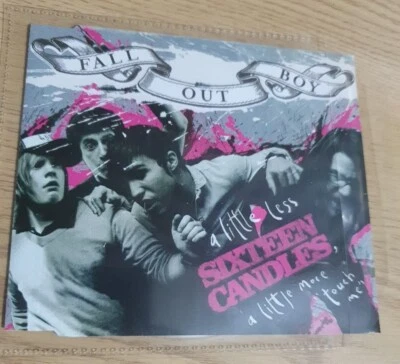 FALL
OUT
BOY
a little less
SIXTEEN
CANDLES,
a little more
"touch
me"